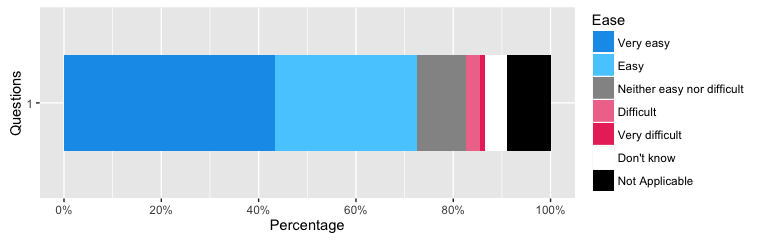 Questions
1
0%
20%
40%
60%
80%
100%
Percentage
Ease
Very easy
Easy
Neither easy nor difficult
Difficult
Very difficult
Don't know
Not Applicable